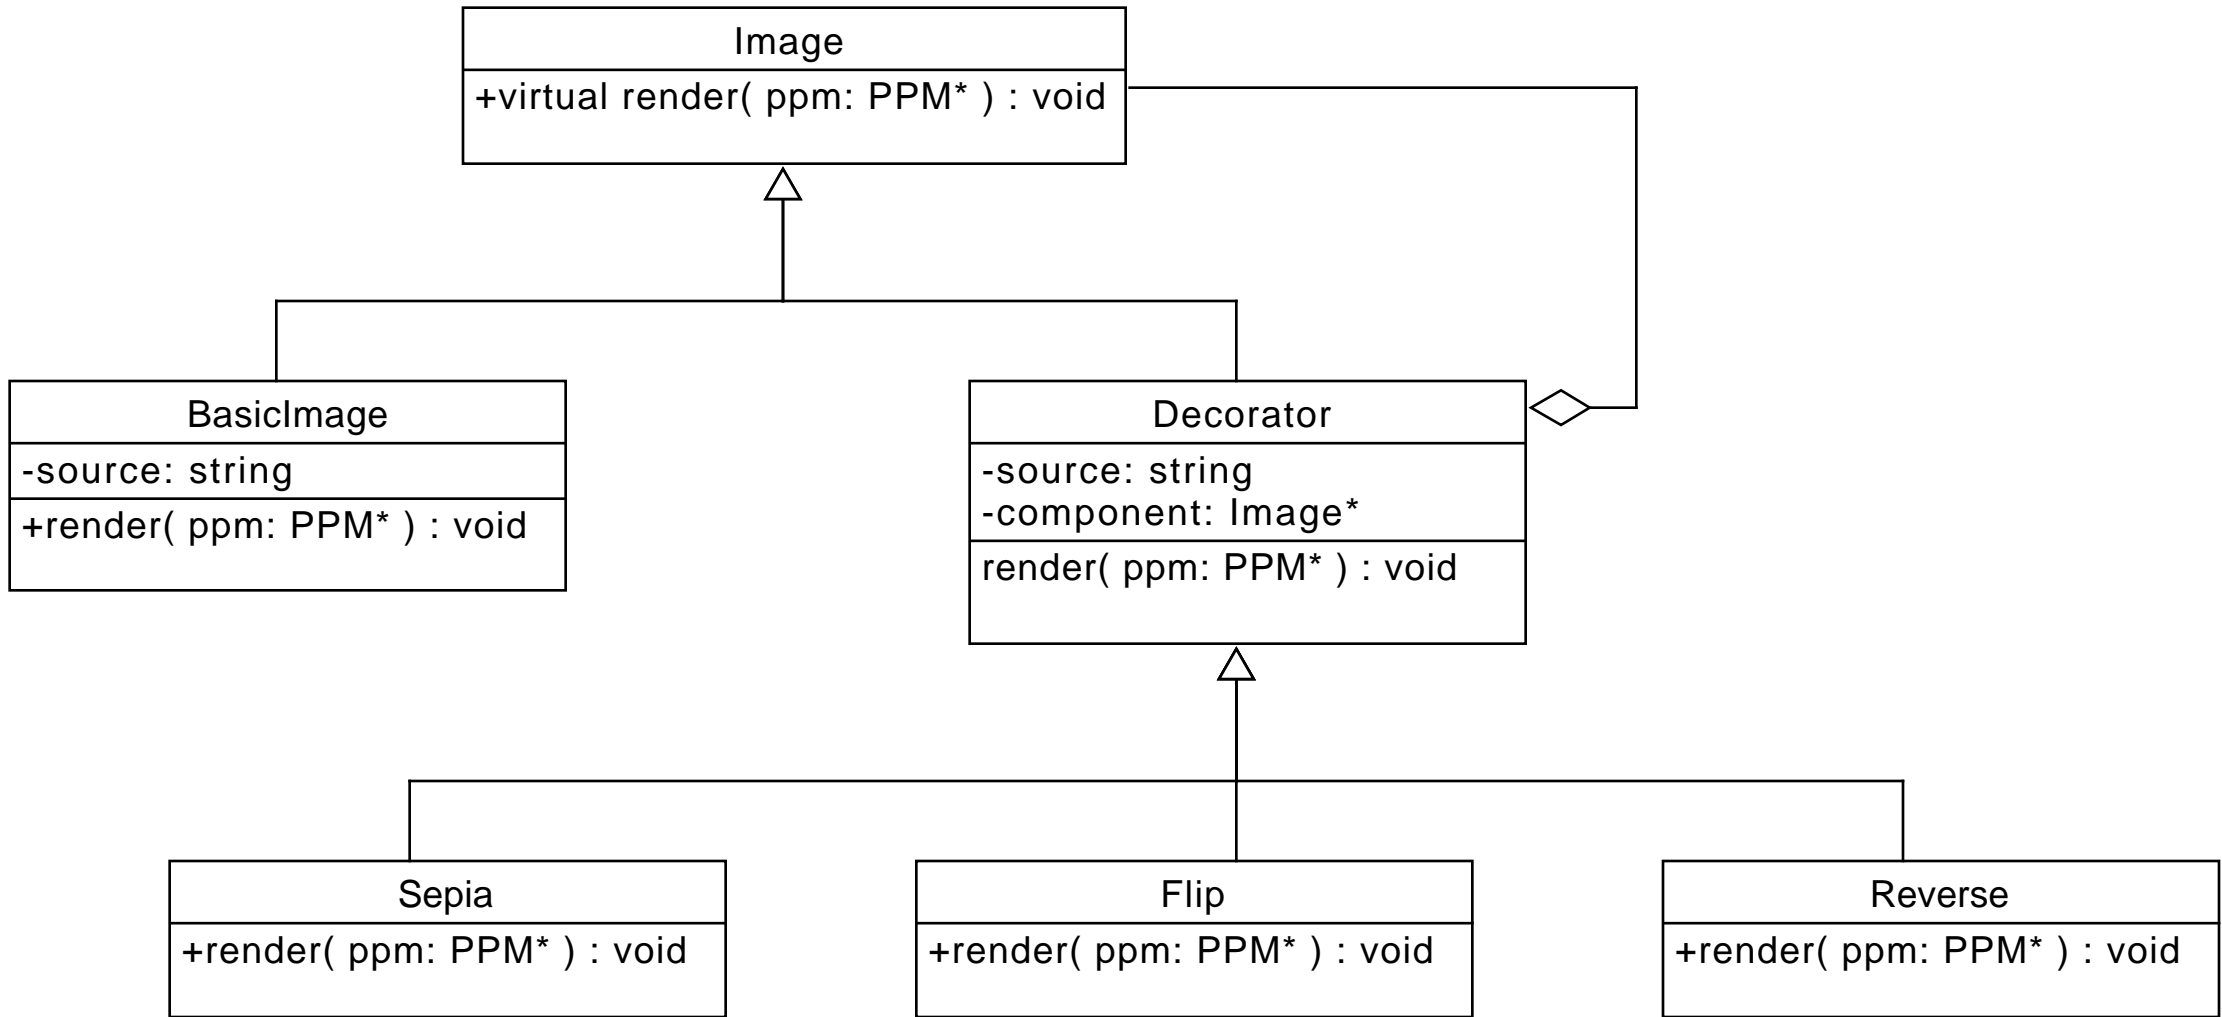 Image
+virtual render( ppm: PPM* ) : void
BasicImage
-source: string
+render( ppm: PPM* ) : void
Decorator
-source: string
-component: Image*
render( ppm: PPM* ) : void
Sepia
+render( ppm: PPM* ) : void
Flip
+render( ppm: PPM* ) : void
Reverse
+render( ppm: PPM* ) : void